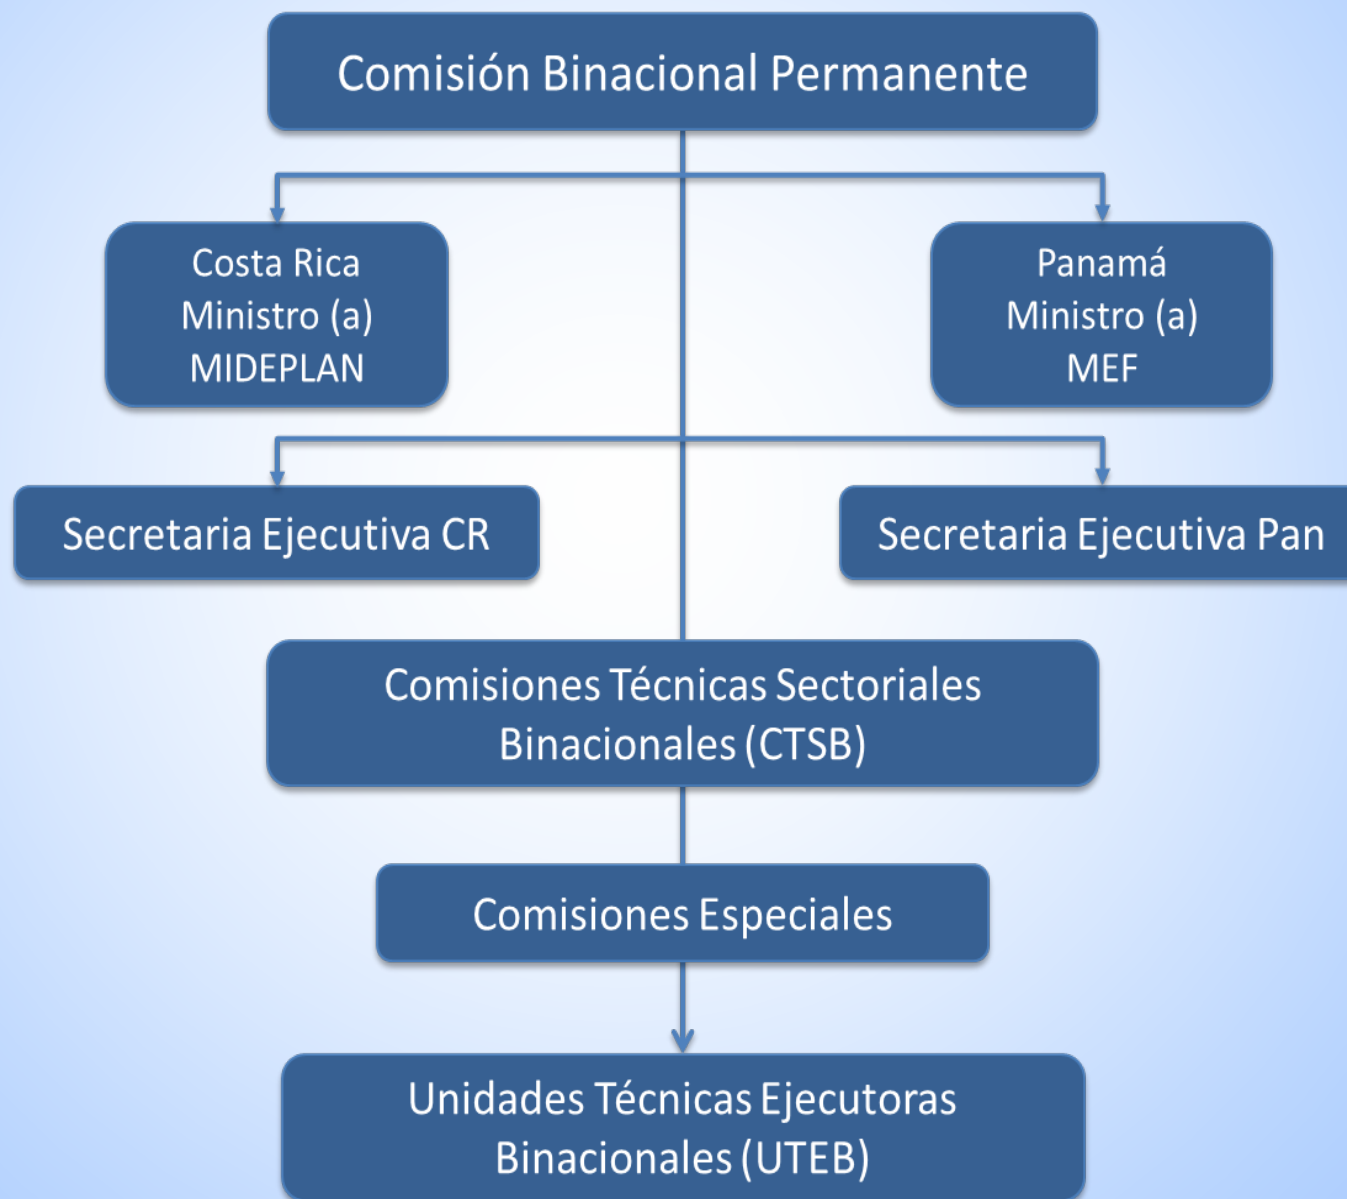 Comisión Binacional Permanente
Costa Rica
Ministro (a)
MIDEPLAN
Panamá
Ministro (a)
MEF
Secretaria Ejecutiva CR
Secretaria Ejecutiva Pan
Comisiones Técnicas Sectoriales
Binacionales (CTSB)
Comisiones Especiales
Unidades Técnicas Ejecutoras
Binacionales (UTEB)